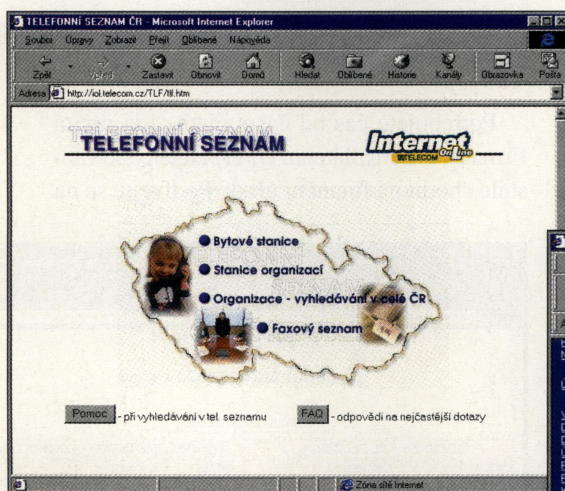 TELEFONNÍ SEZNAM ČR - Microsoft Internet Explorer
Soubor Úpravy Zobrazit Přejít Oblíbené Nápověda
Zpět Vpřed Zastavit Obnovit Domů Hledat Oblíbené Historie Kanály Obrazovka Pošta
Adresa http://iol.telecom.cz/TLF/tlf.htm
TELEFONNÍ SEZNAM
TELEFONNÍ SEZNAM
Internet
TELECOM OnLine
Bytové stanice
Stanice organizací
Organizace - vyhledávání v celé ČR
Faxový seznam
Pomoc - při vyhledávání v tel. seznamu FAQ - odpovědi na nejčastější dotazy
Zóna sítě Internet